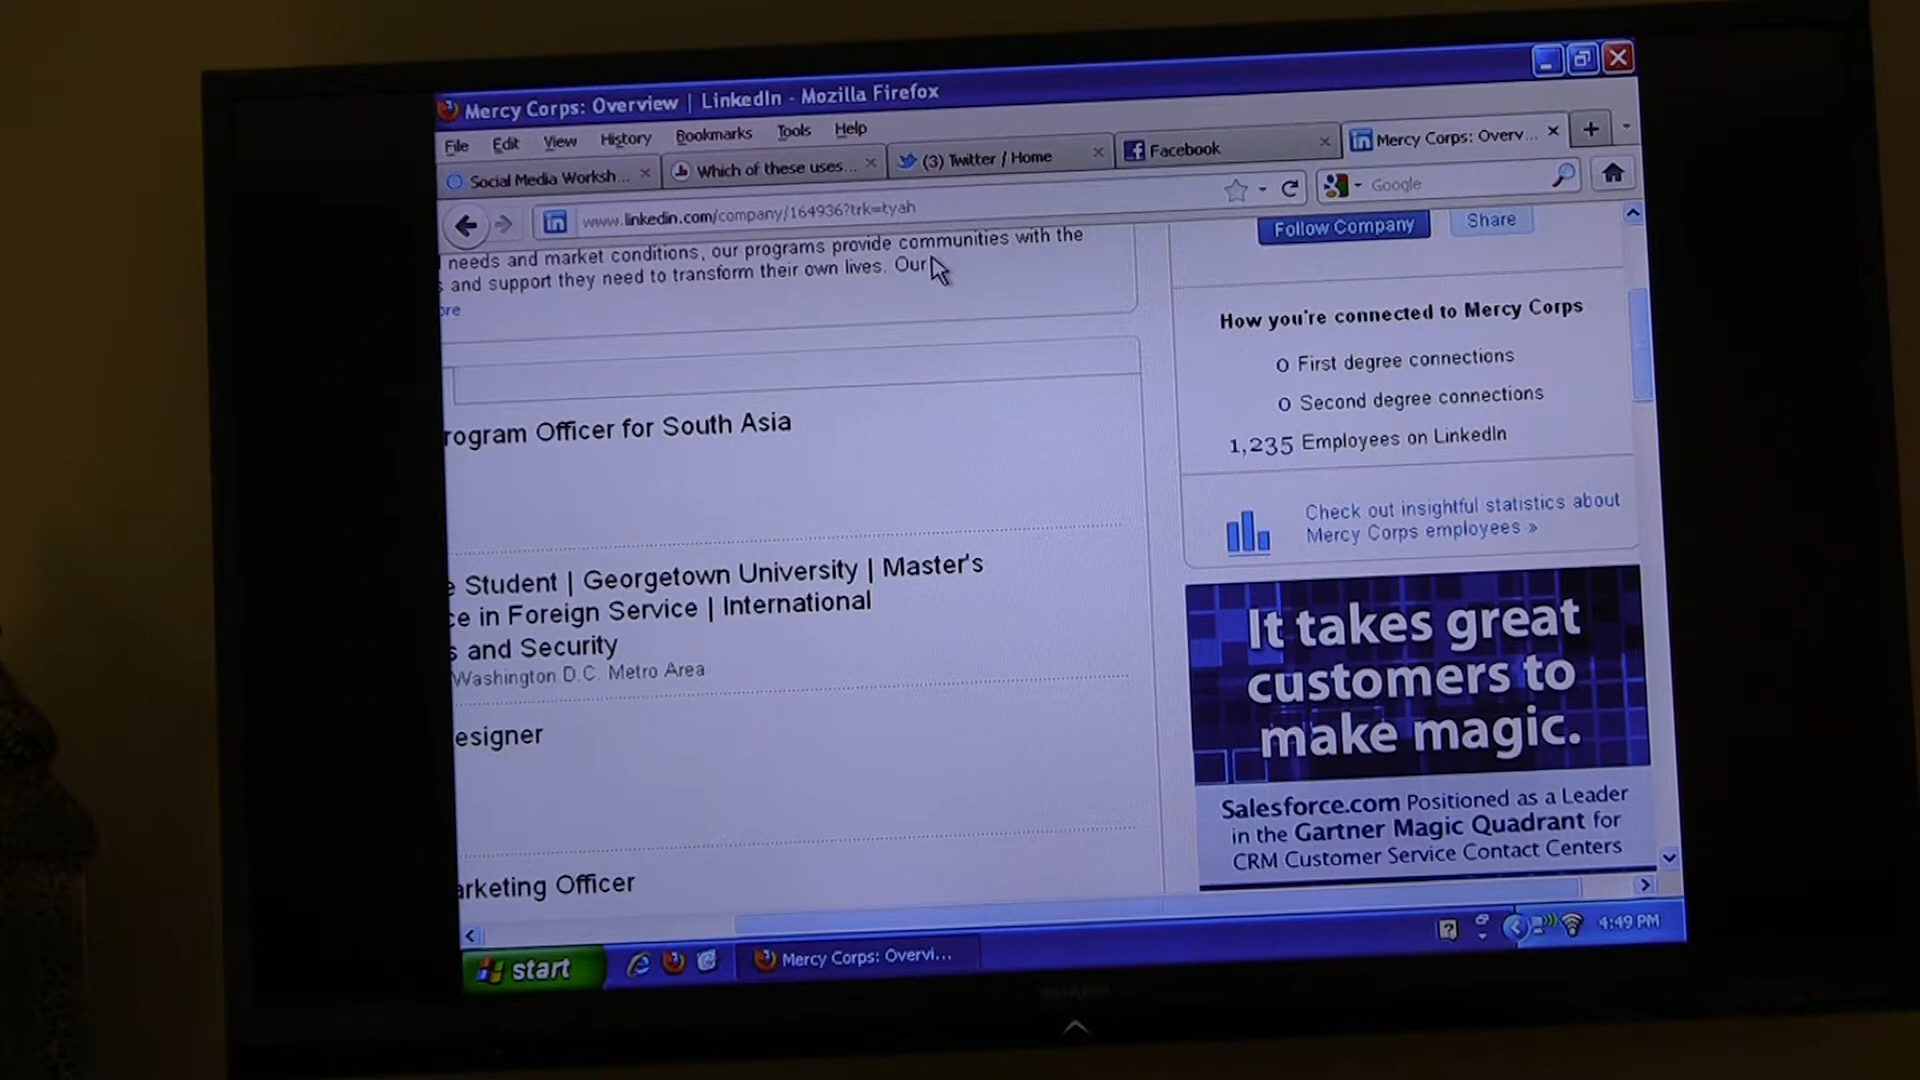 Mercy Corps: Overview | LinkedIn - Mozilla Firefox
File Edit View History Bookmarks Tools Help
Social Media Worksh... Which of these uses... (3) Twitter / Home Facebook Mercy Corps: Overv...
www.linkedin.com/company/164936?trk=tyah
Google
needs and market conditions, our programs provide communities with the
s and support they need to transform their own lives. Our
ore
rogram Officer for South Asia
e Student | Georgetown University | Master's
ce in Foreign Service | International
s and Security
Washington D.C. Metro Area
esigner
arketing Officer
Follow Company Share
How you're connected to Mercy Corps
0 First degree connections
0 Second degree connections
1,235 Employees on LinkedIn
Check out insightful statistics about
Mercy Corps employees »
It takes great
customers to
make magic.
Salesforce.com Positioned as a Leader
in the Gartner Magic Quadrant for
CRM Customer Service Contact Centers
start Mercy Corps: Overvi... 4:49 PM